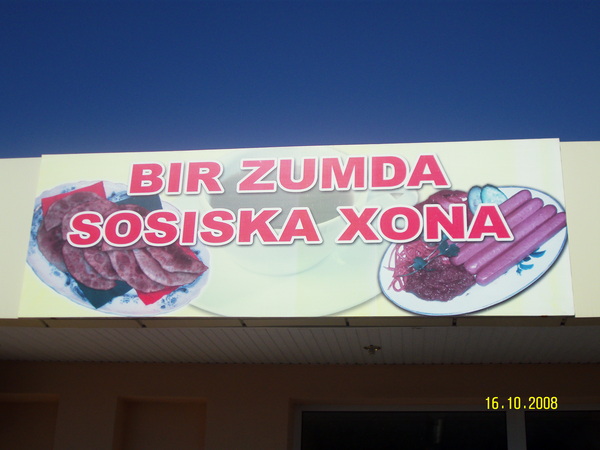 BIR ZUMDA
SOSISKA XONA
16.10.2008